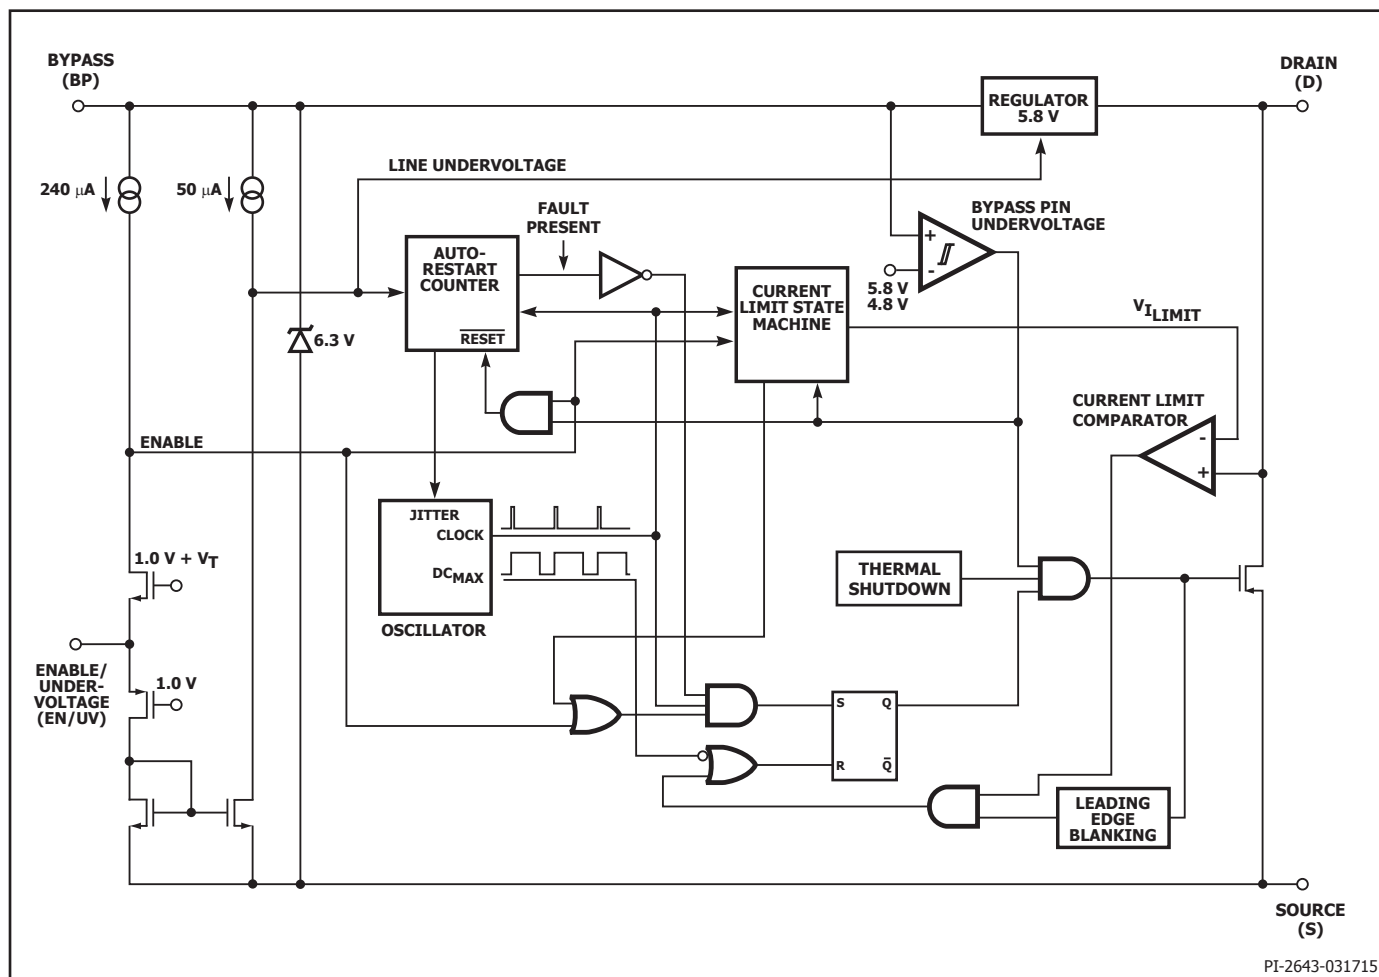 BYPASS
(BP)
DRAIN
(D)
REGULATOR
5.8 V
LINE UNDERVOLTAGE
240 μA
50 μA
FAULT
PRESENT
BYPASS PIN
UNDERVOLTAGE
+
-
5.8 V
4.8 V
AUTO-
RESTART
COUNTER
RESET
CURRENT
LIMIT STATE
MACHINE
VILIMIT
6.3 V
CURRENT LIMIT
COMPARATOR
-
+
ENABLE
JITTER
CLOCK
DCMAX
OSCILLATOR
1.0 V + VT
THERMAL
SHUTDOWN
ENABLE/
UNDER-
VOLTAGE
(EN/UV)
1.0 V
S Q
R Q̅
LEADING
EDGE
BLANKING
SOURCE
(S)
PI-2643-031715